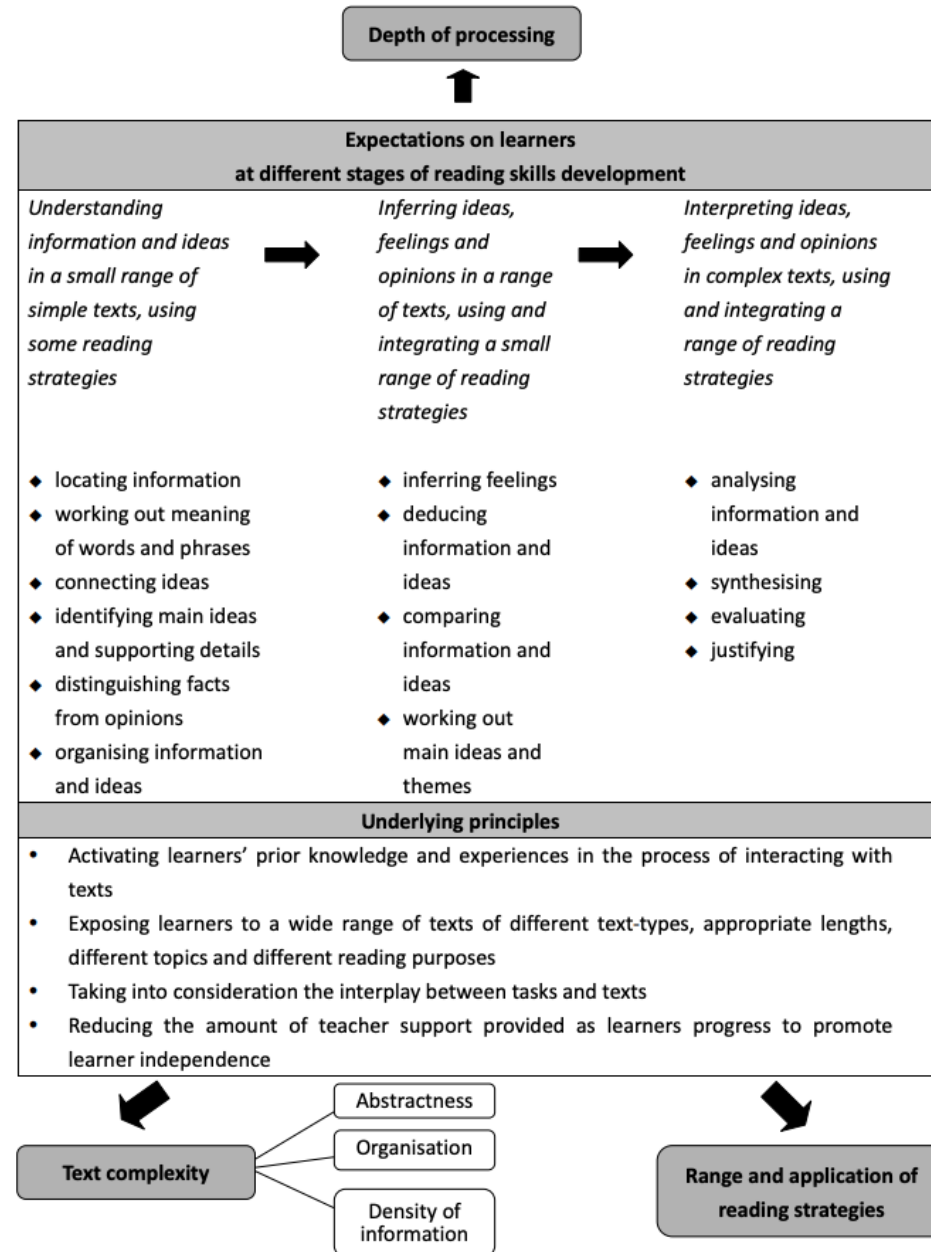 Depth of processing
Expectations on learners
at different stages of reading skills development
Understanding
information and ideas
in a small range of
simple texts, using
some reading
strategies
Inferring ideas,
feelings and
opinions in a range
of texts, using and
integrating a small
range of reading
strategies
Interpreting ideas,
feelings and opinions
in complex texts, using
and integrating a
range of reading
strategies
◆ locating information
◆ working out meaning
of words and phrases
◆ connecting ideas
◆ identifying main ideas
and supporting details
◆ distinguishing facts
from opinions
◆ organising information
and ideas
◆ inferring feelings
◆ deducing
information and
ideas
◆ comparing
information and
ideas
◆ working out
main ideas and
themes
◆ analysing
information and
ideas
◆ synthesising
◆ evaluating
◆ justifying
Underlying principles
• Activating learners’ prior knowledge and experiences in the process of interacting with
texts
• Exposing learners to a wide range of texts of different text-types, appropriate lengths,
different topics and different reading purposes
• Taking into consideration the interplay between tasks and texts
• Reducing the amount of teacher support provided as learners progress to promote
learner independence
Text complexity
Abstractness
Organisation
Density of
information
Range and application of
reading strategies